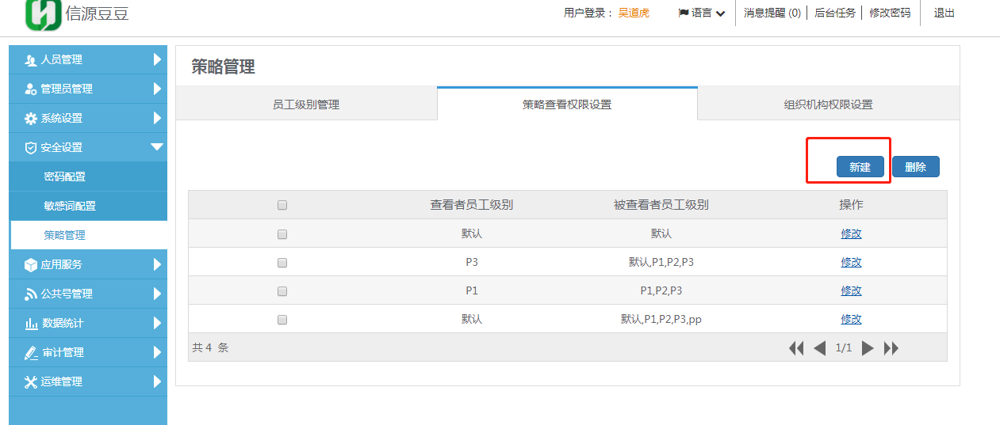 信源豆豆
用户登录： 吴道虎 语言 消息提醒 (0) 后台任务 修改密码 退出
人员管理
管理员管理
系统设置
安全设置
密码配置
敏感词配置
策略管理
应用服务
公共号管理
数据统计
审计管理
运维管理
策略管理
员工级别管理 策略查看权限设置 组织机构权限设置
新建 删除
查看者员工级别 被查看者员工级别 操作
默认 默认 修改
P3 默认,P1,P2,P3 修改
P1 P1,P2,P3 修改
默认 默认,P1,P2,P3,pp 修改
共 4 条 1/1